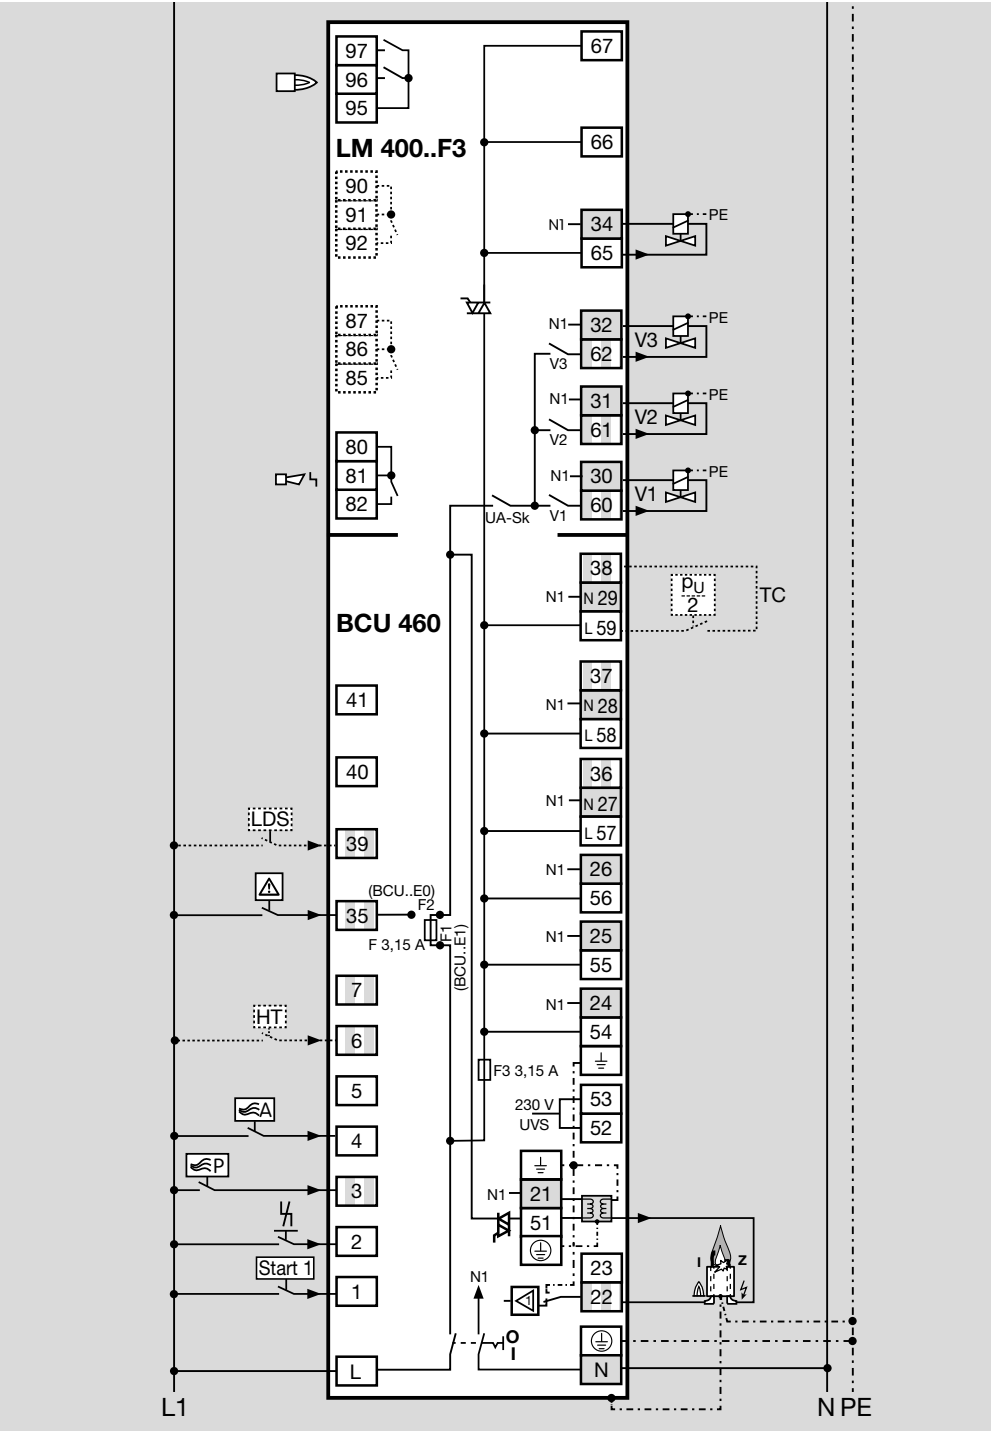 97
67
96
95
LM 400..F3
66
90
91
92
N1 34 PE
65
87
86
85
N1 32 PE
V3
V3 62
N1 31 PE
V2
V2 61
80
81
82
N1 30 PE
V1
UA-Sk V1 60
38
pU
2
TC
N1 N 29
BCU 460
L 59
37
41
N1 N 28
L 58
40
36
N1 N 27
LDS
39
L 57
N1 26
(BCU..E0)
35
F2
56
F 3,15 A
F1
(BCU..E1)
N1 25
55
7
N1 24
HT
6
54
F3 3,15 A
5
230 V
UVS
53
52
A
4
P
3
N1 21
51
2
Start 1
1
N1
23
I Z
1
22
O
I
L
N
L1
N PE